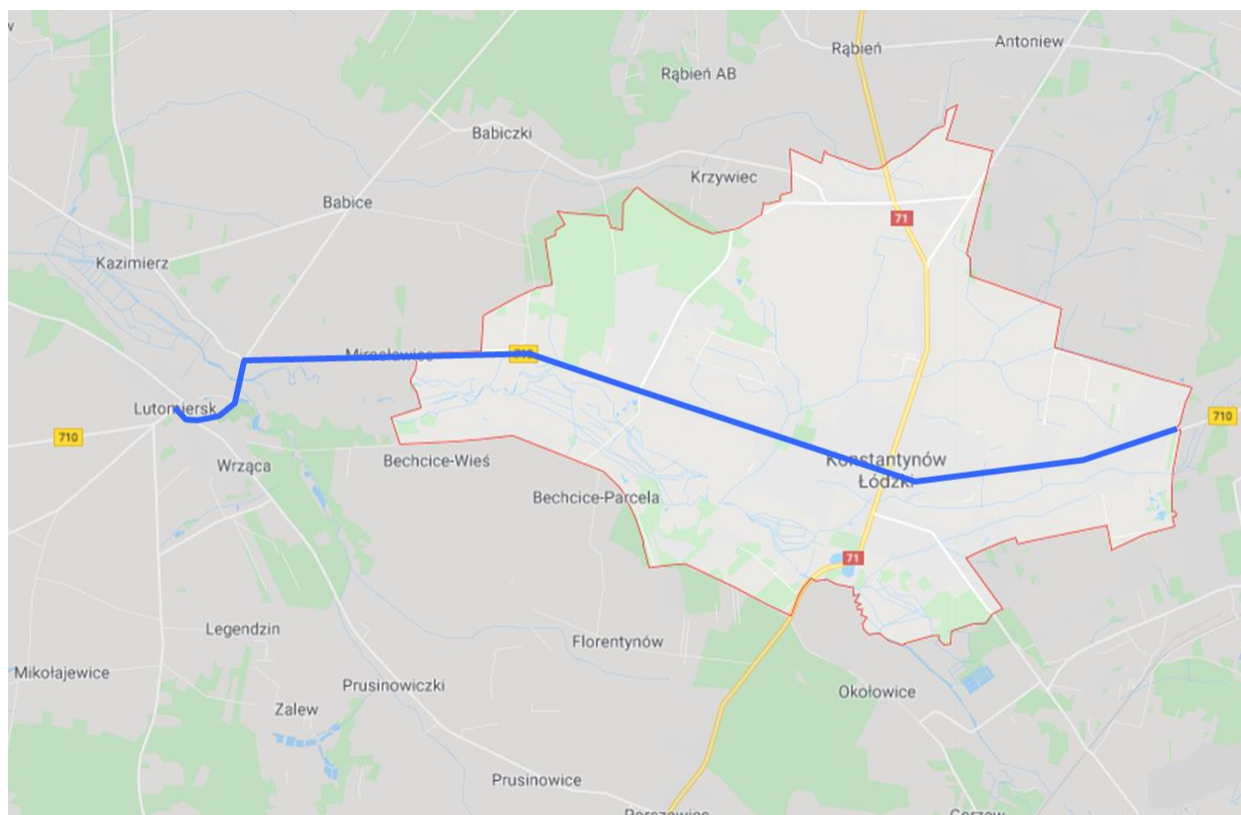 Rąbień
Antoniew
Rąbień AB
Babiczki
Krzywiec
Babice
71
Kazimierz
Mirosławice
710
Lutomiersk
710
710
Konstantynów
Łódzki
Bechcice-Wieś
Wrząca
Bechcice-Parcela
71
Legendzin
Florentynów
Mikołajewice
Prusinowiczki
Okołowice
Zalew
Prusinowice